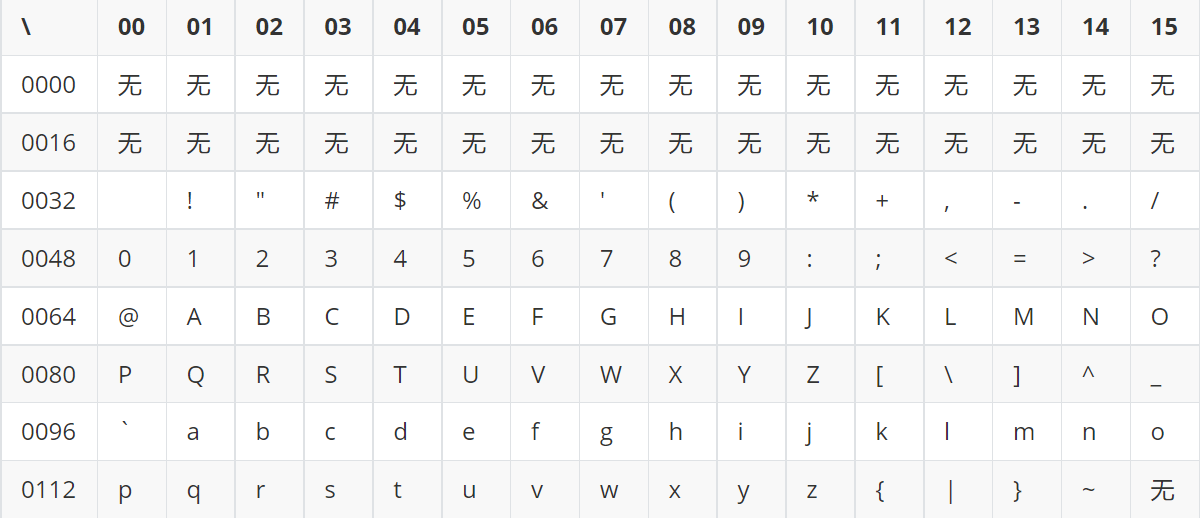 \ 00 01 02 03 04 05 06 07 08 09 10 11 12 13 14 15
0000 无 无 无 无 无 无 无 无 无 无 无 无 无 无 无 无
0016 无 无 无 无 无 无 无 无 无 无 无 无 无 无 无 无
0032 ! " # $ % & ' ( ) * + , - . /
0048 0 1 2 3 4 5 6 7 8 9 : ; < = > ?
0064 @ A B C D E F G H I J K L M N O
0080 P Q R S T U V W X Y Z [ \ ] ^ _
0096 ` a b c d e f g h i j k l m n o
0112 p q r s t u v w x y z { | } ~ 无